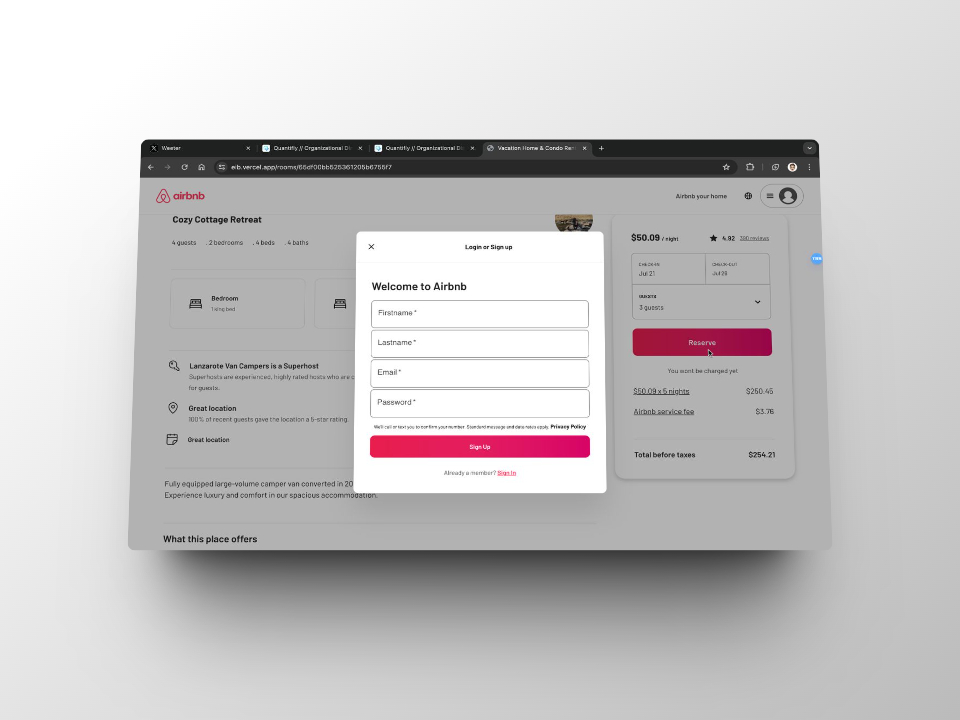 Weeter
Quantifly // Organizational Di
Quantifly // Organizational Di
Vacation Home & Condo Ren
eib.vercel.app/rooms/65df00bb525361205b6755f7
airbnb
Airbnb your home
Cozy Cottage Retreat
4 guests . 2 bedrooms . 4 beds . 4 baths
Bedroom
1 king bed
Lanzarote Van Campers is a Superhost
Superhosts are experienced, highly rated hosts who are c
for guests.
Great location
100% of recent guests gave the location a 5-star rating.
Great location
Fully equipped large-volume camper van converted in 20
Experience luxury and comfort in our spacious accommodation.
What this place offers
Login or Sign up
Welcome to Airbnb
Firstname *
Lastname *
Email *
Password *
We'll call or text you to confirm your number. Standard message and data rates apply. Privacy Policy
Sign Up
Already a member? Sign In
$50.09 / night
4.92
380 reviews
CHECK-IN
Jul 21
CHECK-OUT
Jul 26
GUESTS
3 guests
Reserve
You wont be charged yet
$50.09 x 5 nights
$250.45
Airbnb service fee
$3.76
Total before taxes
$254.21